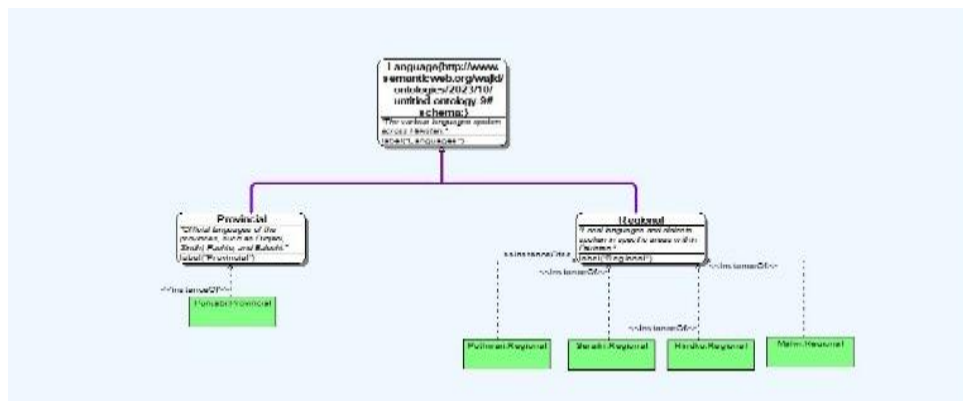 Language{http://www.
semanticweb.org/wajid/
ontologies/2023/10/
untitled-ontology-9#
schema:}
"The various languages spoken
across Pakistan."
label("Languages")
Provincial
"Official languages of the
provinces, such as Punjabi,
Sindhi, Pashto, and Balochi."
label("Provincial")
Regional
"Local languages and dialects
spoken in specific areas within
Pakistan."
label("Regional")
<<instanceOf>>
<<instanceOf>>
<<instanceOf>>
<<instanceOf>>
Punjabi:Provincial
<<instanceOf>>
:Regional
Saraiki:Regional
Hindko:Regional
:Regional